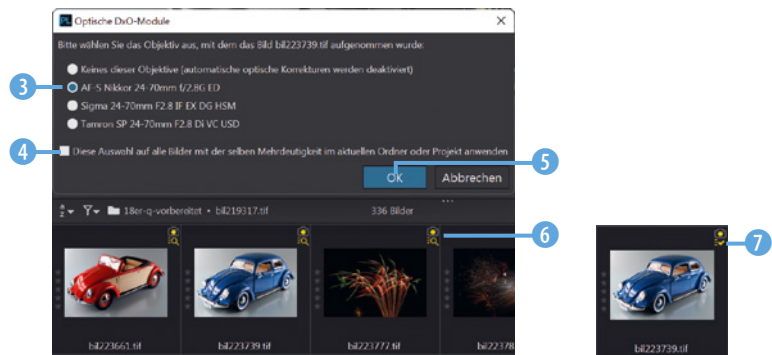 Optische DxO-Module
Bitte wählen Sie das Objektiv aus, mit dem das Bild bil223739.tif aufgenommen wurde:
Keines dieser Objektive (automatische optische Korrekturen werden deaktiviert)
3
AF-S Nikkor 24-70mm f/2.8G ED
Sigma 24-70mm F2.8 IF EX DG HSM
Tamron SP 24-70mm F2.8 Di VC USD
4
Diese Auswahl auf alle Bilder mit der selben Mehrdeutigkeit im aktuellen Ordner oder Projekt anwenden
5
OK Abbrechen
18er-q-vorbereitet • bil219317.tif 336 Bilder
6
7
bil223661.tif bil223739.tif bil223777.tif bil22378
bil223739.tif